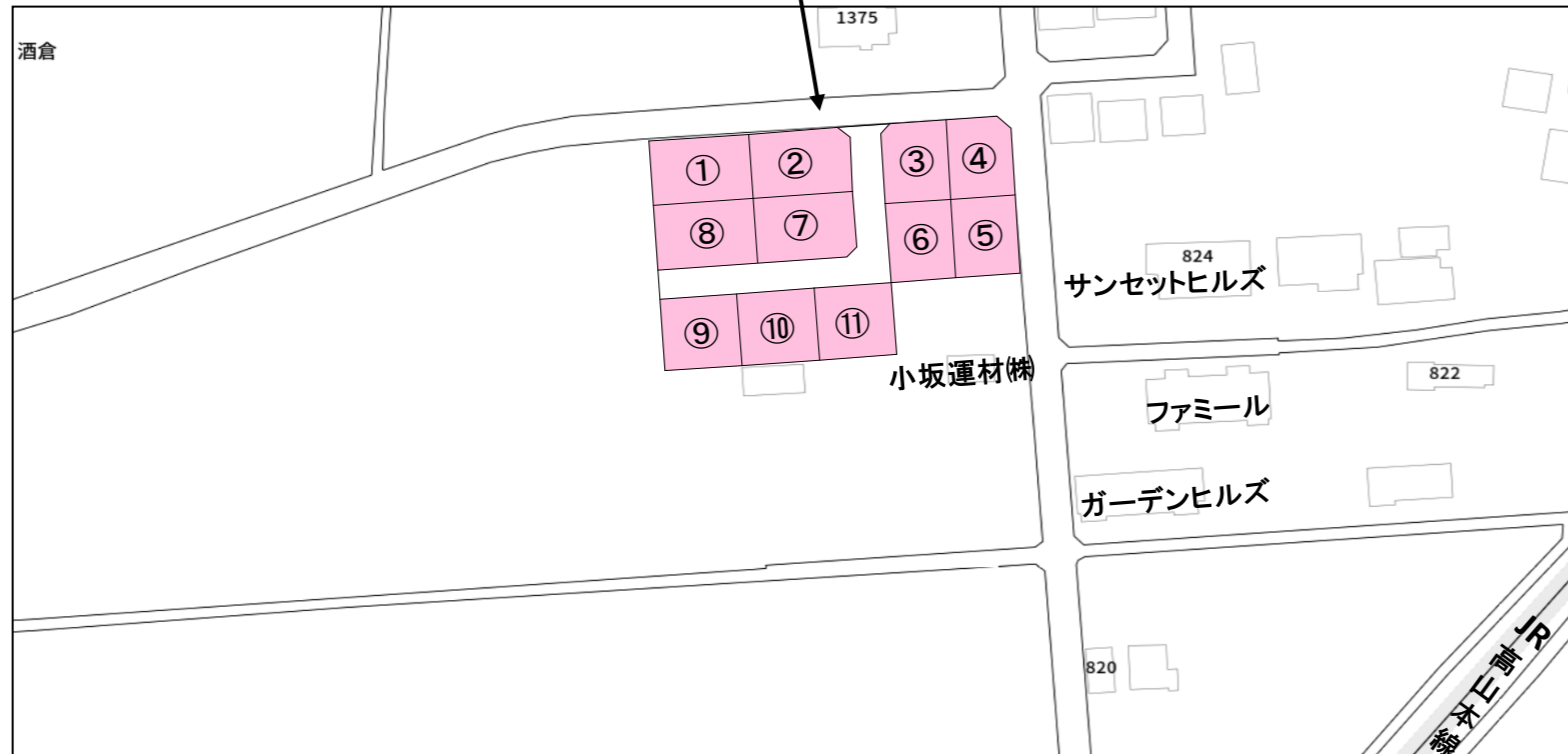 1375
酒倉
①
②
③
④
⑧
⑦
⑥
⑤
824
サンセットヒルズ
⑨
⑩
⑪
小坂運材㈱
822
ファミール
ガーデンヒルズ
820
JR高山本線